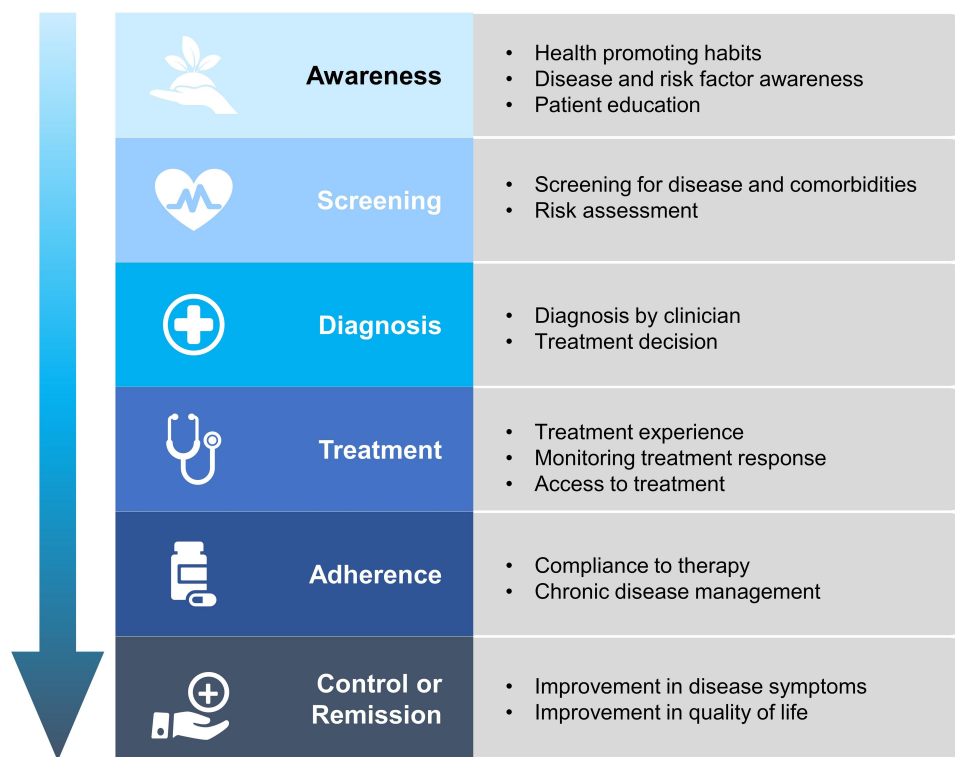 Awareness
• Health promoting habits
• Disease and risk factor awareness
• Patient education
Screening
• Screening for disease and comorbidities
• Risk assessment
Diagnosis
• Diagnosis by clinician
• Treatment decision
Treatment
• Treatment experience
• Monitoring treatment response
• Access to treatment
Adherence
• Compliance to therapy
• Chronic disease management
Control or
Remission
• Improvement in disease symptoms
• Improvement in quality of life